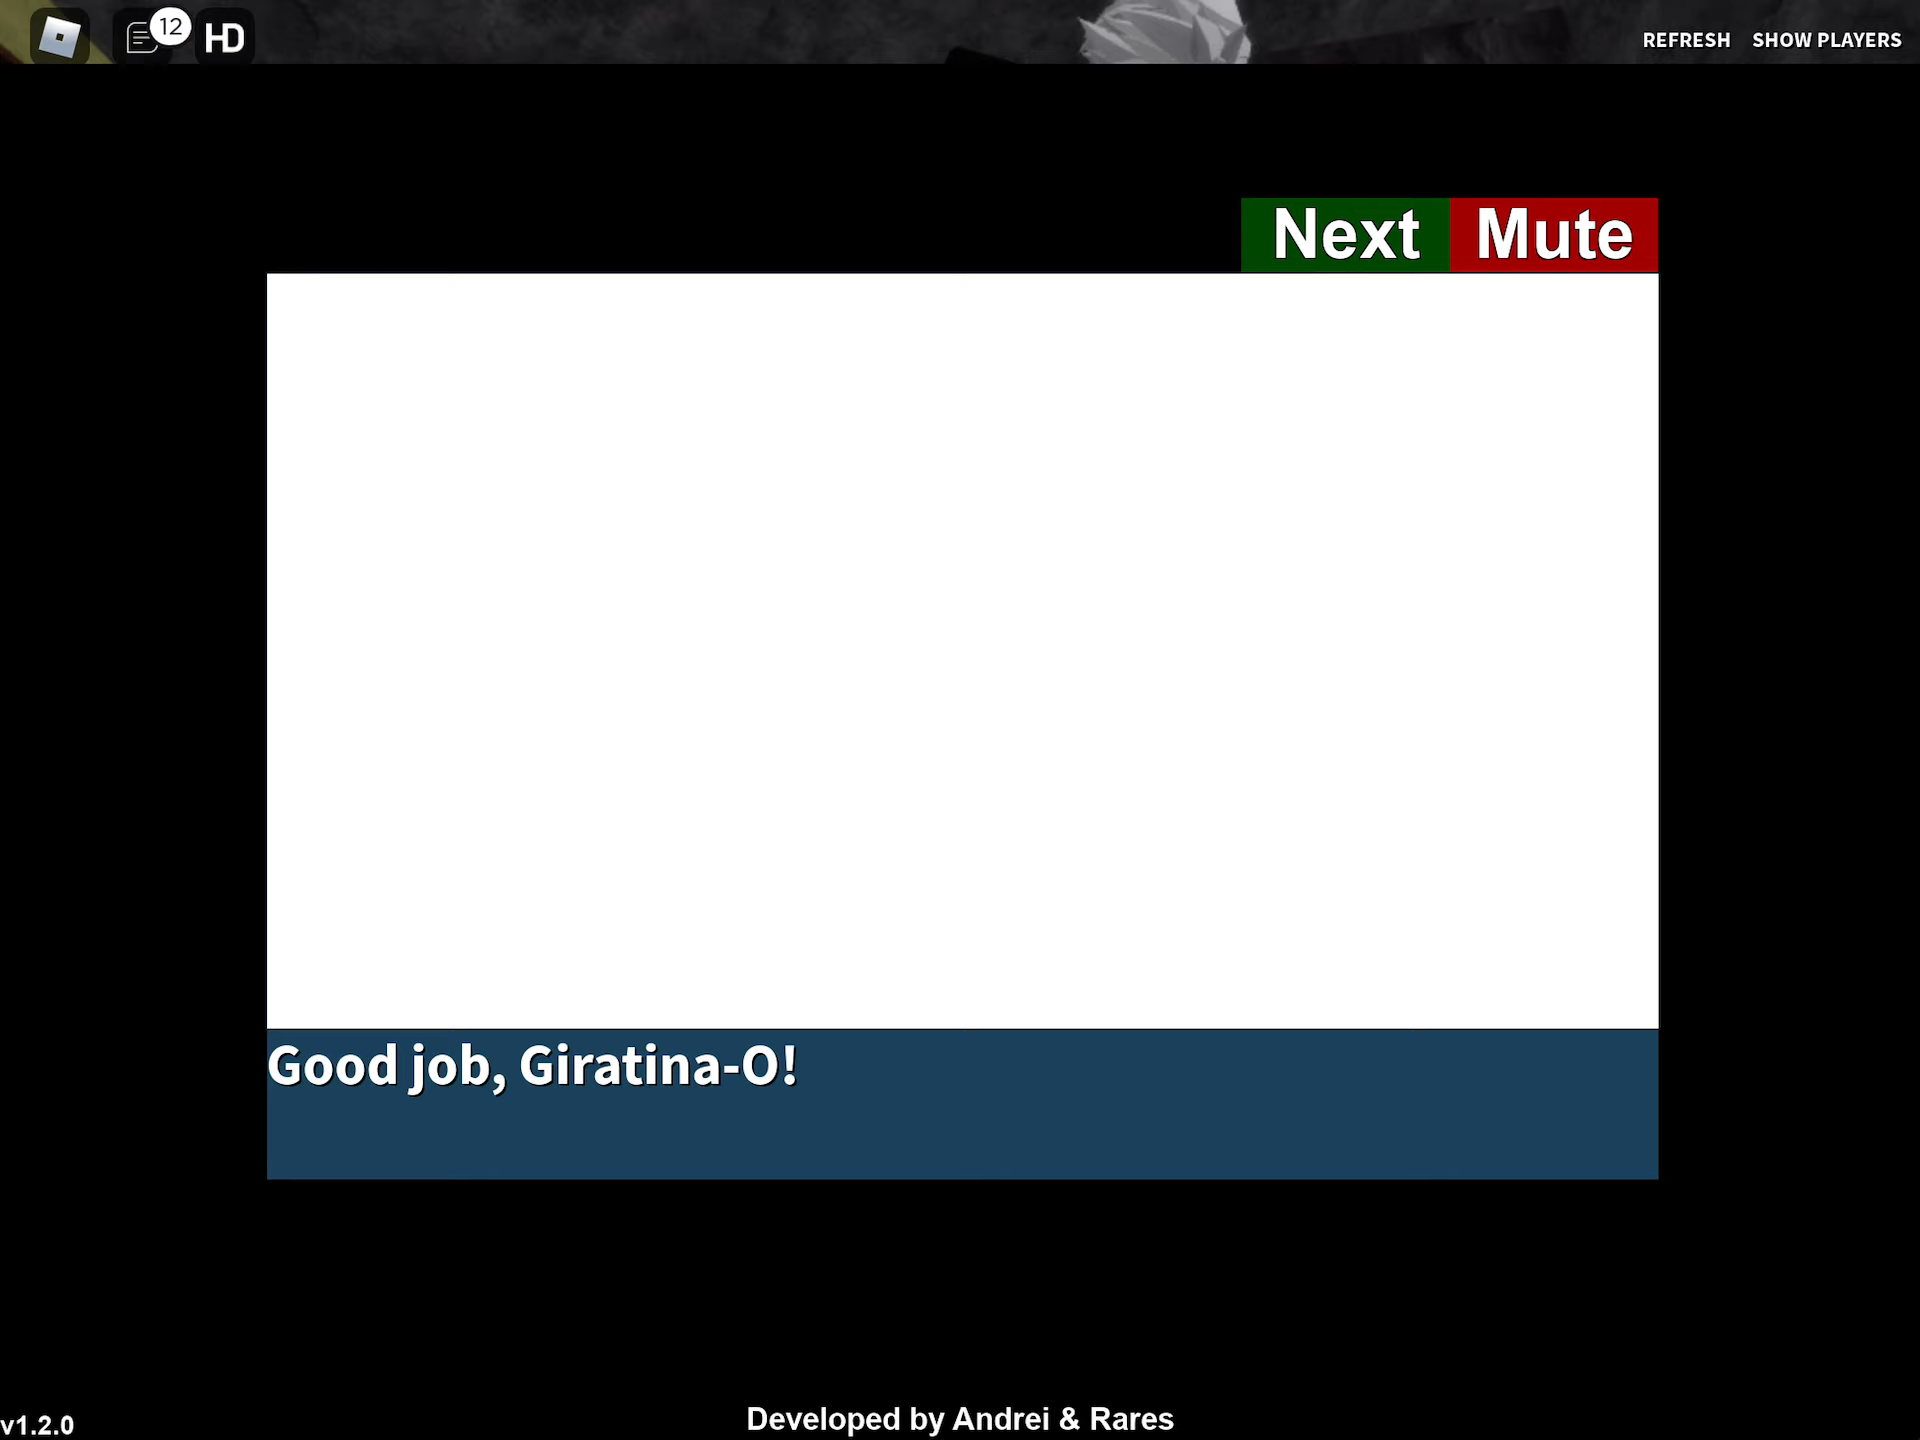 12
HD
REFRESH SHOW PLAYERS
Next Mute
Good job, Giratina-O!
v1.2.0
Developed by Andrei & Rares